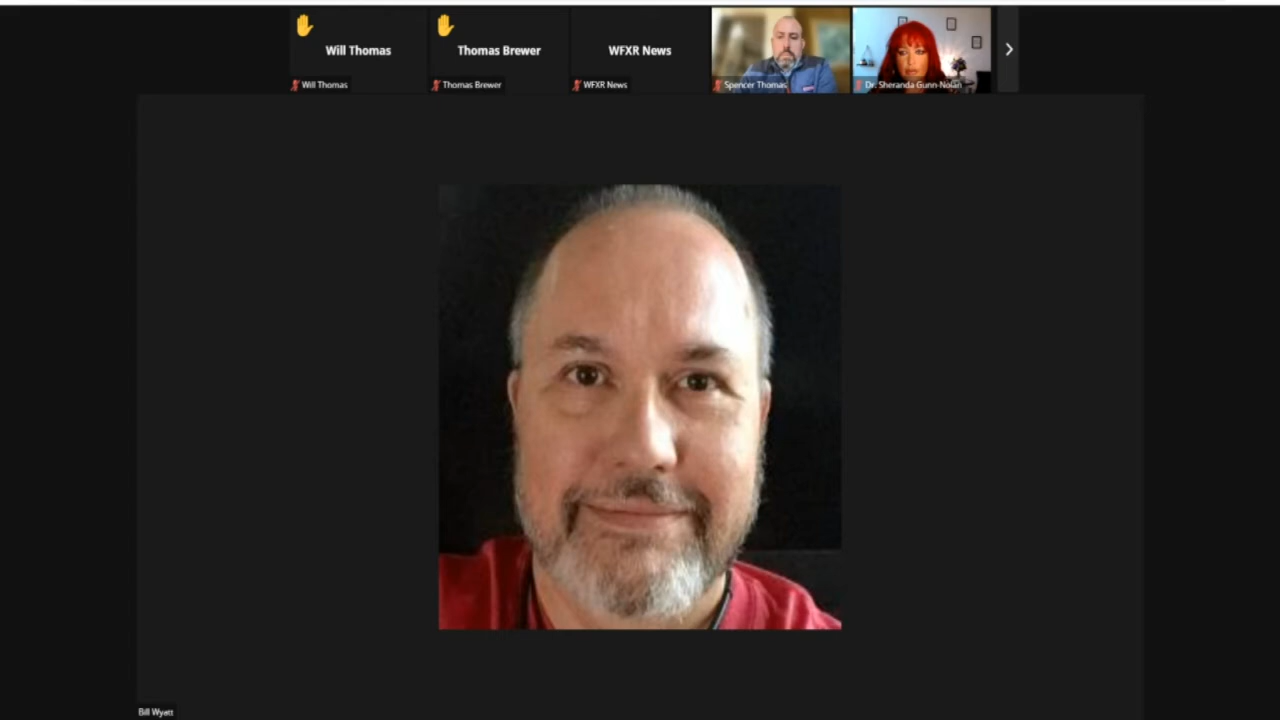 Will Thomas
Thomas Brewer
WFXR News
Will Thomas
Thomas Brewer
WFXR News
Spencer Thomas
Dr. Sheranda Gunn-Nolan
Bill Wyatt